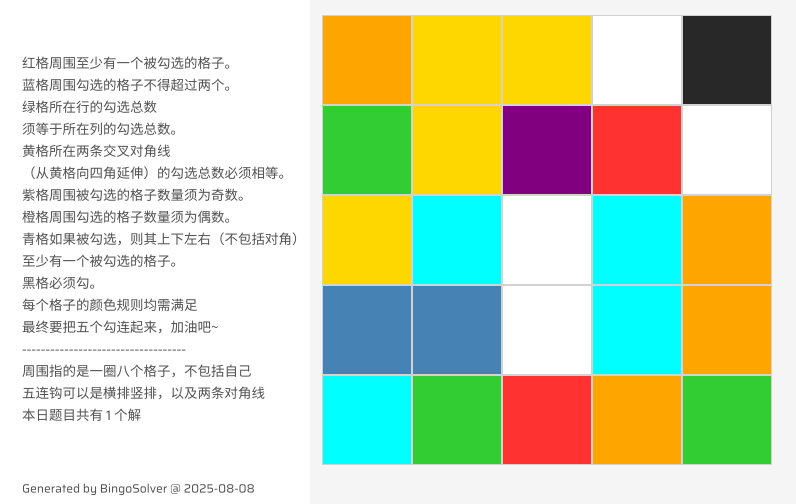 红格周围至少有一个被勾选的格子。
蓝格周围勾选的格子不得超过两个。
绿格所在行的勾选总数
须等于所在列的勾选总数。
黄格所在两条交叉对角线
（从黄格向四角延伸）的勾选总数必须相等。
紫格周围被勾选的格子数量须为奇数。
橙格周围勾选的格子数量须为偶数。
青格如果被勾选，则其上下左右（不包括对角）
至少有一个被勾选的格子。
黑格必须勾。
每个格子的颜色规则均需满足
最终要把五个勾连起来，加油吧~
---------------------------------
周围指的是一圈八个格子，不包括自己
五连钩可以是横排竖排，以及两条对角线
本日题目共有1个解
Generated by BingoSolver @ 2025-08-08